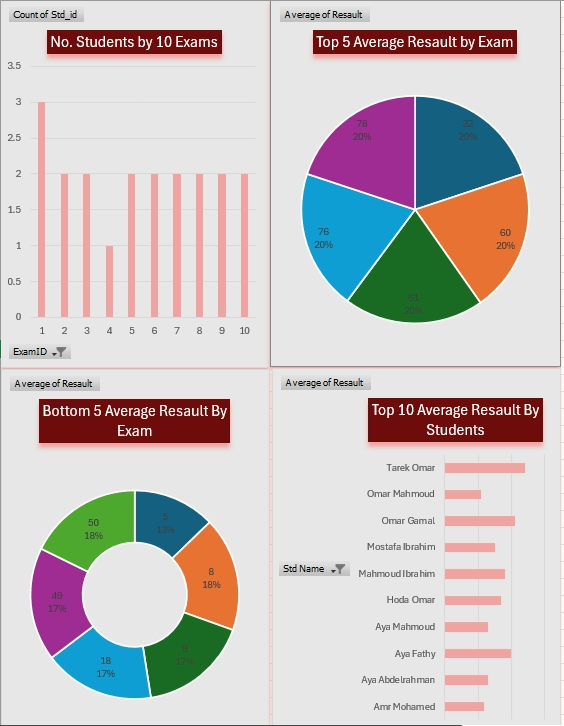 Count of Std_id
No. Students by 10 Exams
3.5
3
2.5
2
1.5
1
0.5
0
1 2 3 4 5 6 7 8 9 10
ExamID
Average of Resault
Top 5 Average Resault by Exam
78
20%
20%
76
20%
60
20%
20%
Average of Resault
Bottom 5 Average Resault By
Exam
50
18%
5
13%
8
18%
49
17%
18
17%
17%
Average of Resault
Top 10 Average Resault By
Students
Std Name
Tarek Omar
Omar Mahmoud
Omar Gamal
Mostafa Ibrahim
Mahmoud Ibrahim
Hoda Omar
Aya Mahmoud
Aya Fathy
Aya Abdelrahman
Amr Mohamed